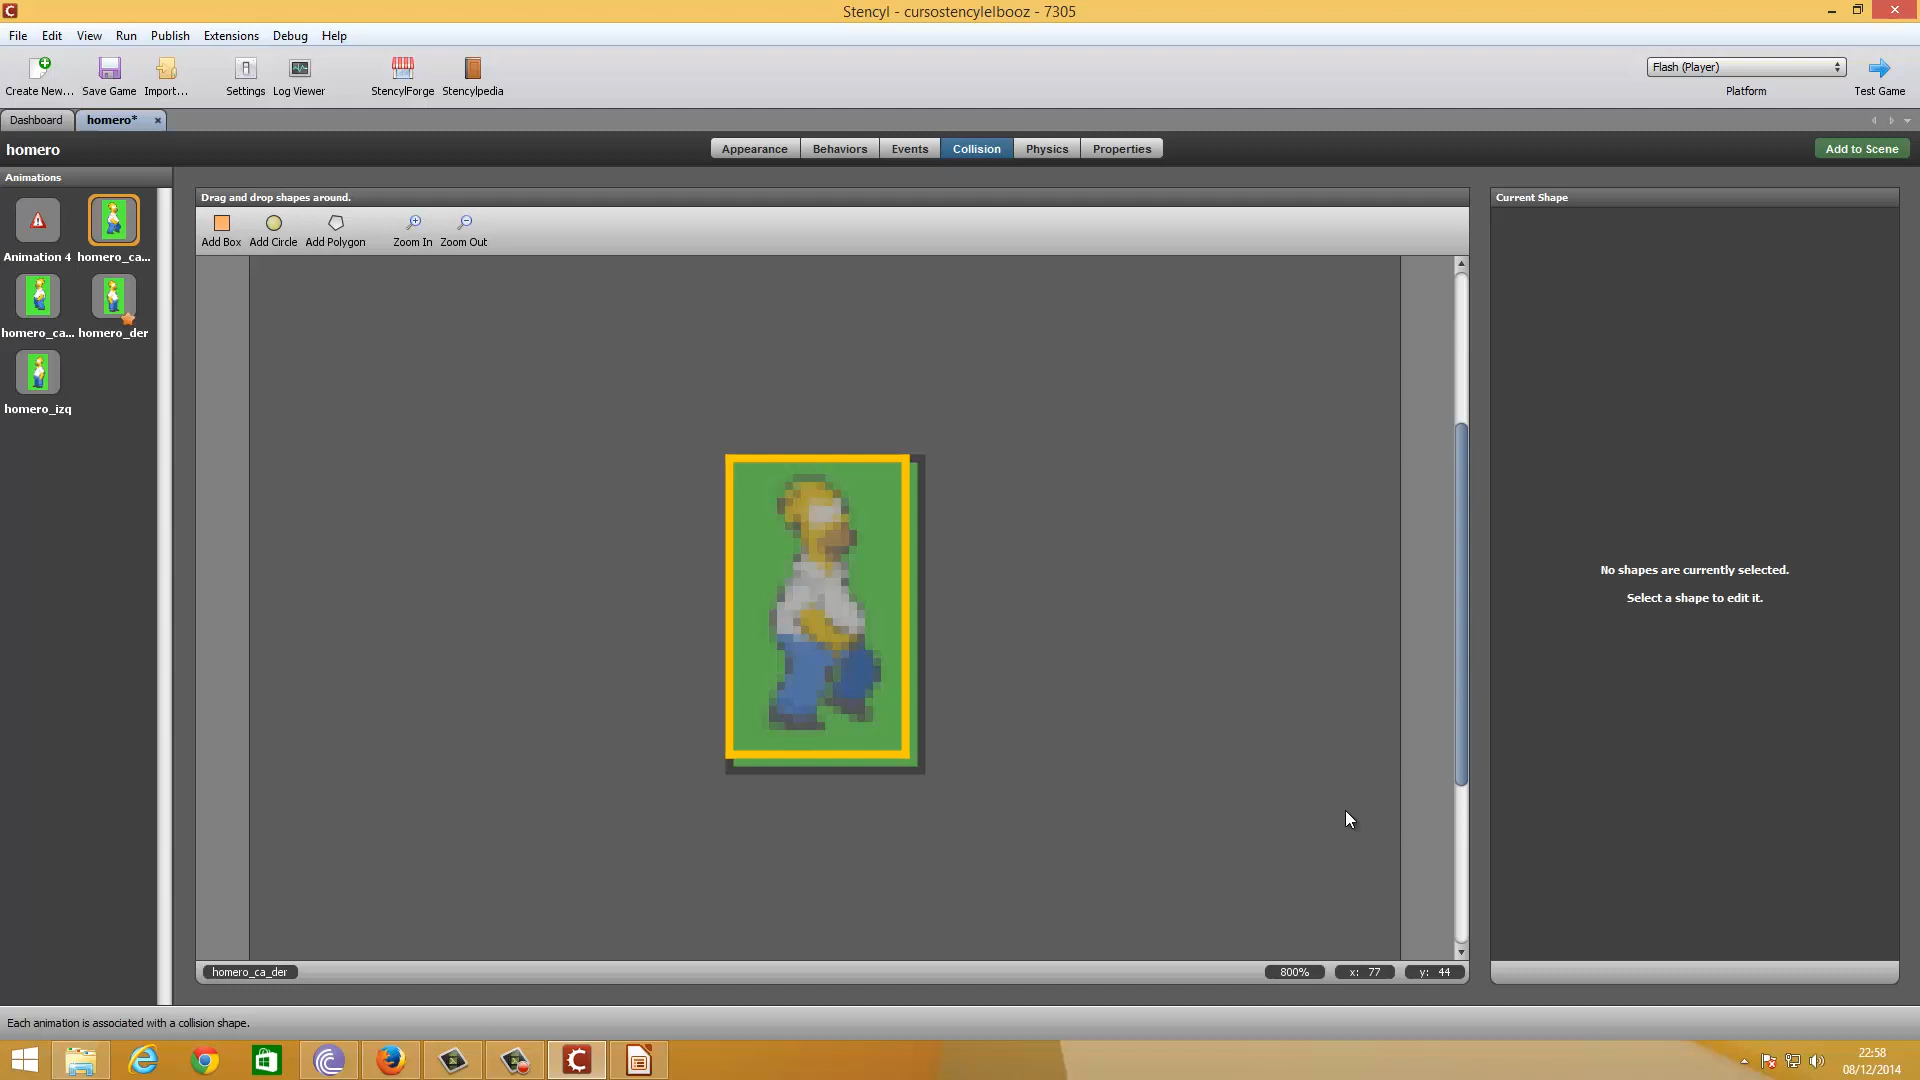 Stencyl - cursostencylelbooz - 7305
File Edit View Run Publish Extensions Debug Help
Create New... Save Game Import... Settings Log Viewer StencylForge Stencylpedia
Flash (Player)
Platform
Test Game
Dashboard homero*
homero
Appearance Behaviors Events Collision Physics Properties
Add to Scene
Animations
Animation 4 homero_ca...
homero_ca... homero_der
homero_izq
Drag and drop shapes around.
Add Box Add Circle Add Polygon Zoom In Zoom Out
homero_ca_der
800% x: 77 y: 44
Current Shape
No shapes are currently selected.
Select a shape to edit it.
Each animation is associated with a collision shape.
22:58
08/12/2014